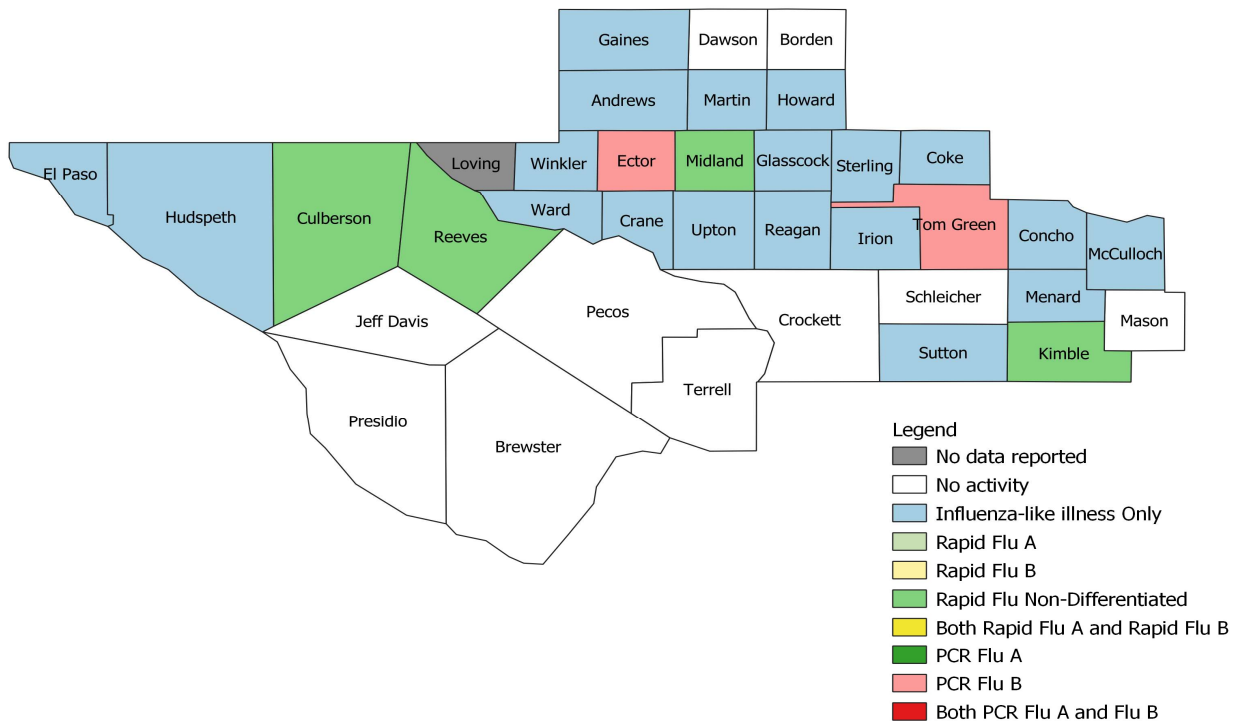 Gaines
Dawson
Borden
Andrews
Martin
Howard
El Paso
Hudspeth
Culberson
Reeves
Loving
Winkler
Ector
Midland
Glasscock
Sterling
Coke
Ward
Crane
Upton
Reagan
Irion
Tom Green
Concho
McCulloch
Jeff Davis
Pecos
Crockett
Schleicher
Menard
Mason
Sutton
Kimble
Presidio
Brewster
Terrell
Legend
No data reported
No activity
Influenza-like illness Only
Rapid Flu A
Rapid Flu B
Rapid Flu Non-Differentiated
Both Rapid Flu A and Rapid Flu B
PCR Flu A
PCR Flu B
Both PCR Flu A and Flu B